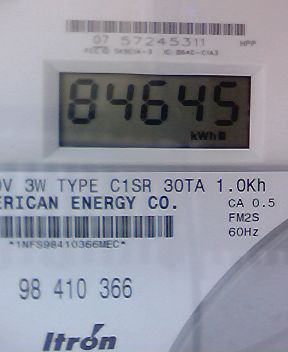 07 57245311 HPP
84645
kWh
0V 3W TYPE C1SR 30TA 1.0Kh
ERICAN ENERGY CO. CA 0.5
FM2S
60Hz
*1NFS98410366MEC*
98 410 366
Itrón